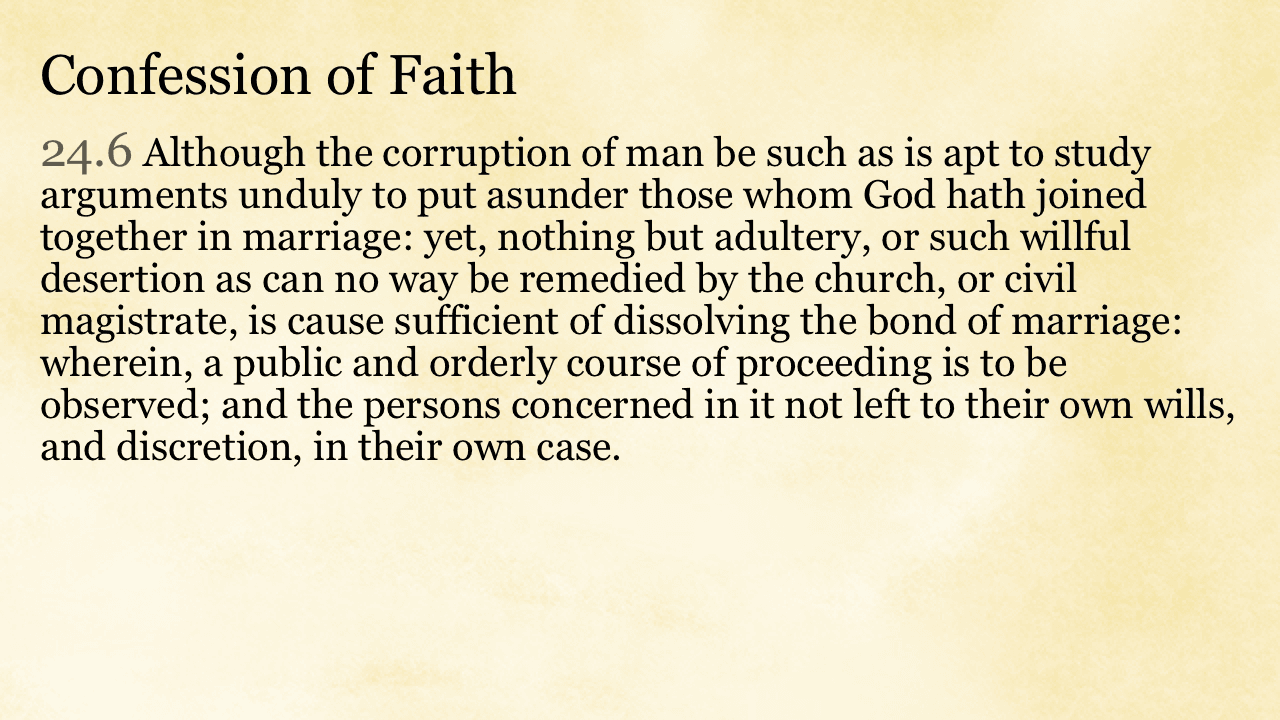 Confession of Faith
24.6 Although the corruption of man be such as is apt to study
arguments unduly to put asunder those whom God hath joined
together in marriage: yet, nothing but adultery, or such willful
desertion as can no way be remedied by the church, or civil
magistrate, is cause sufficient of dissolving the bond of marriage:
wherein, a public and orderly course of proceeding is to be
observed; and the persons concerned in it not left to their own wills,
and discretion, in their own case.